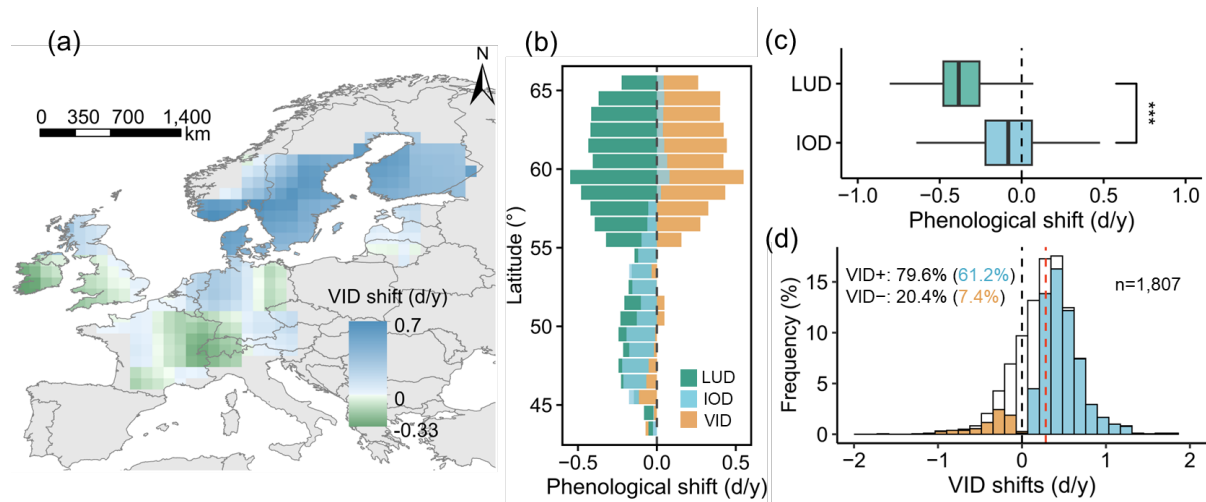 (a)
N
0 350 700 1,400
km
VID shift (d/y)
0.7
0
-0.33
(b)
Latitude (°)
65
60
55
50
45
LUD
IOD
VID
−0.5 0.0 0.5
Phenological shift (d/y)
(c)
LUD
IOD
***
−1.0 −0.5 0.0 0.5 1.0
Phenological shift (d/y)
(d)
Frequency (%)
15
10
5
0
VID+: 79.6% (61.2%)
VID−: 20.4% (7.4%)
n=1,807
−2 −1 0 1 2
VID shifts (d/y)